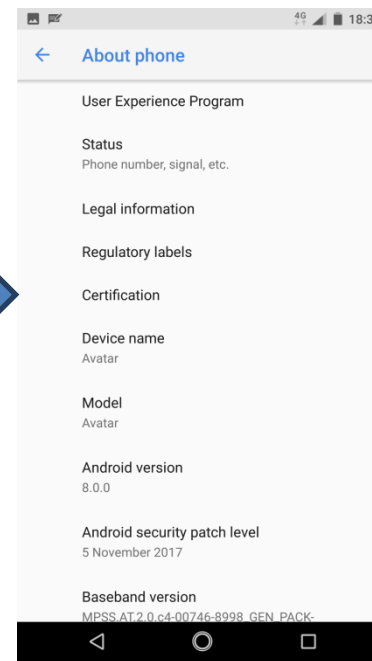 4G 18:3
About phone
User Experience Program
Status
Phone number, signal, etc.
Legal information
Regulatory labels
Certification
Device name
Avatar
Model
Avatar
Android version
8.0.0
Android security patch level
5 November 2017
Baseband version
MPSS.AT.2.0.c4-00746-8998_GEN_PACK-